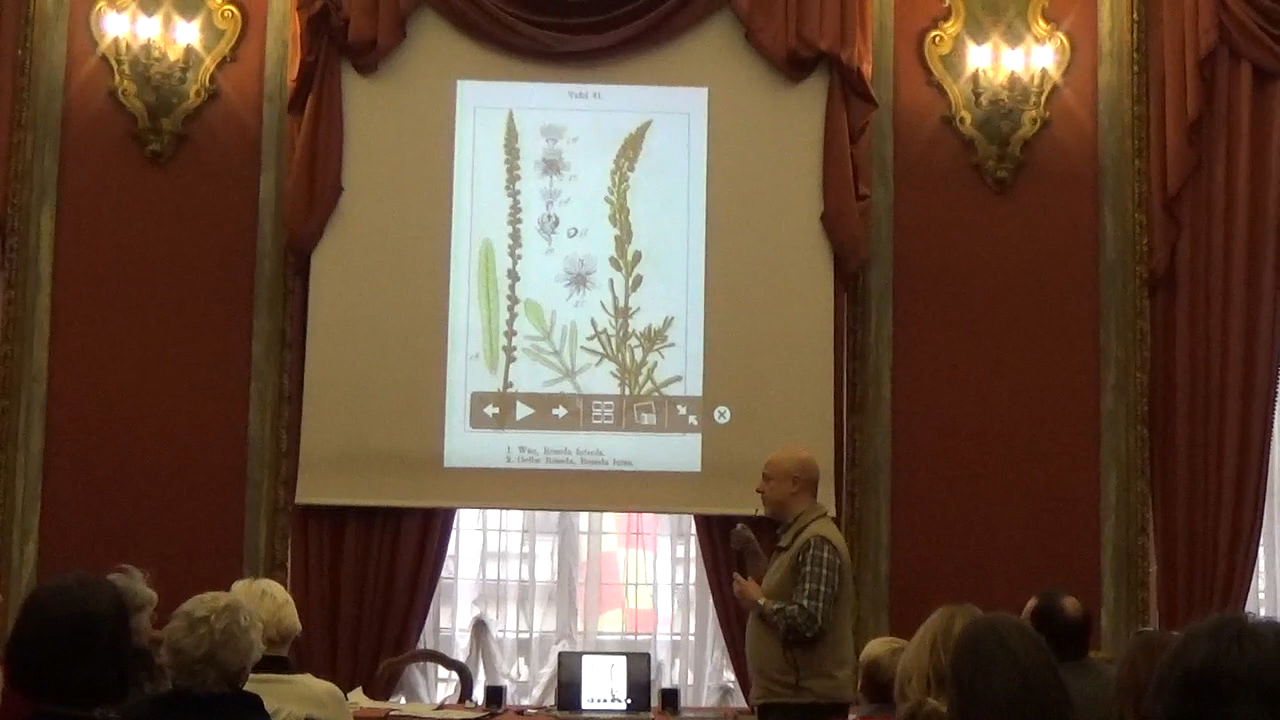 Tafel 41.
1. Wau, Reseda luteola.
2. Gelbe Reseda, Reseda lutea.